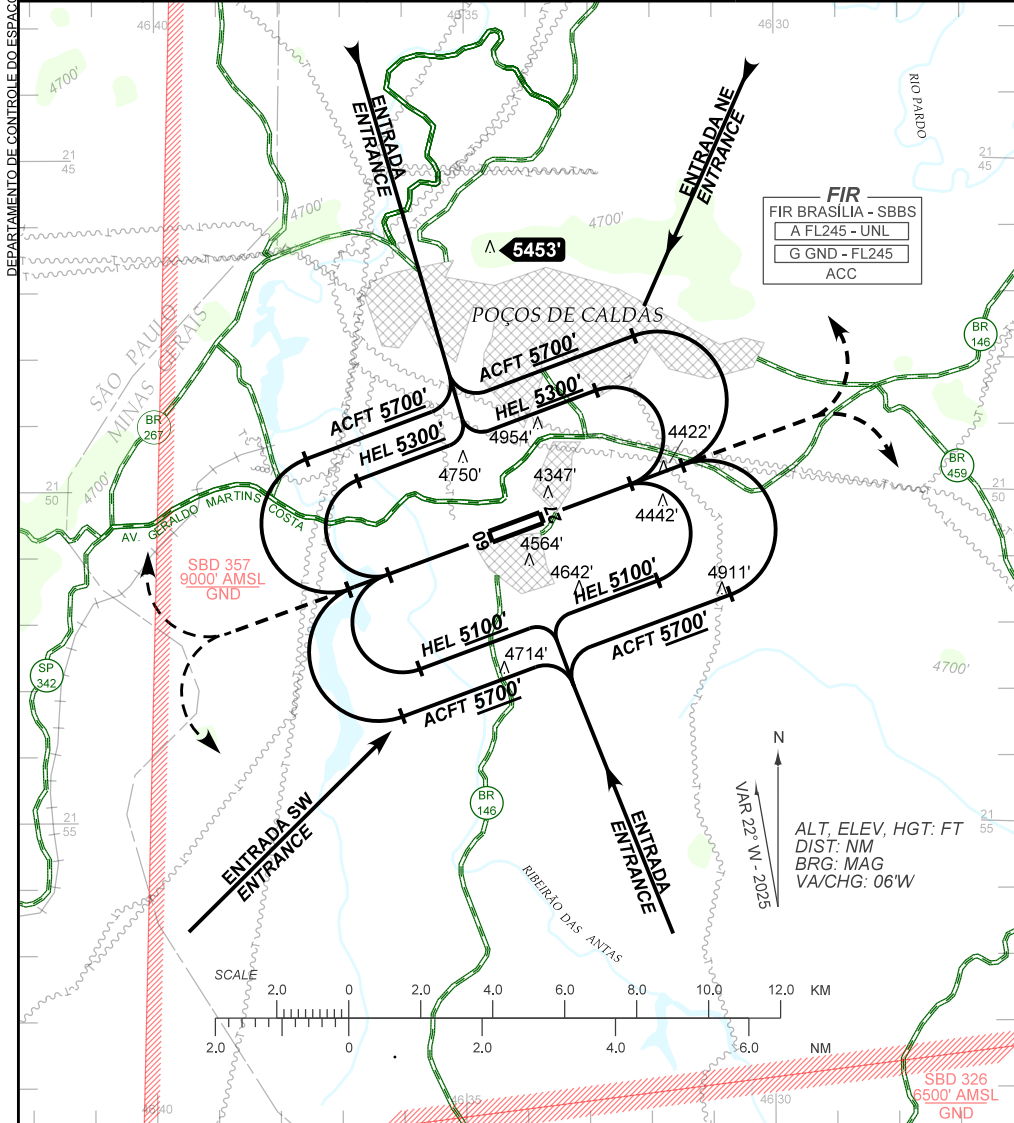 DEPARTAMENTO DE CONTROLE DO ESPAÇO
46 40
46 35
46 30
4700'
ENTRADA
ENTRANCE
ENTRADA NE
ENTRANCE
RIO PARDO
21
45
21
45
FIR
FIR BRASÍLIA - SBBS
A FL245 - UNL
G GND - FL245
ACC
4700'
4700'
5453'
POÇOS DE CALDAS
SÃO PAULO
MINAS GERAIS
BR
146
BR
267
ACFT 5700'
ACFT 5700'
HEL 5300'
HEL 5300'
4954'
4750'
4422'
4347'
4442'
BR
459
4700'
21
50
21
50
AV. GERALDO MARTINS COSTA
09
27
4564'
4642'
4911'
SBD 357
9000' AMSL
GND
HEL 5100'
HEL 5100'
ACFT 5700'
ACFT 5700'
4714'
SP
342
4700'
BR
146
ENTRADA SW
ENTRANCE
ENTRADA
ENTRANCE
N
VAR 22° W - 2025
ALT, ELEV, HGT: FT
DIST: NM
BRG: MAG
VA/CHG: 06'W
21
55
21
55
RIBEIRÃO DAS ANTAS
SCALE
2.0 0 2.0 4.0 6.0 8.0 10.0 12.0 KM
2.0 0 2.0 4.0 6.0 NM
SBD 326
6500' AMSL
GND
46 40
46 35
46 30